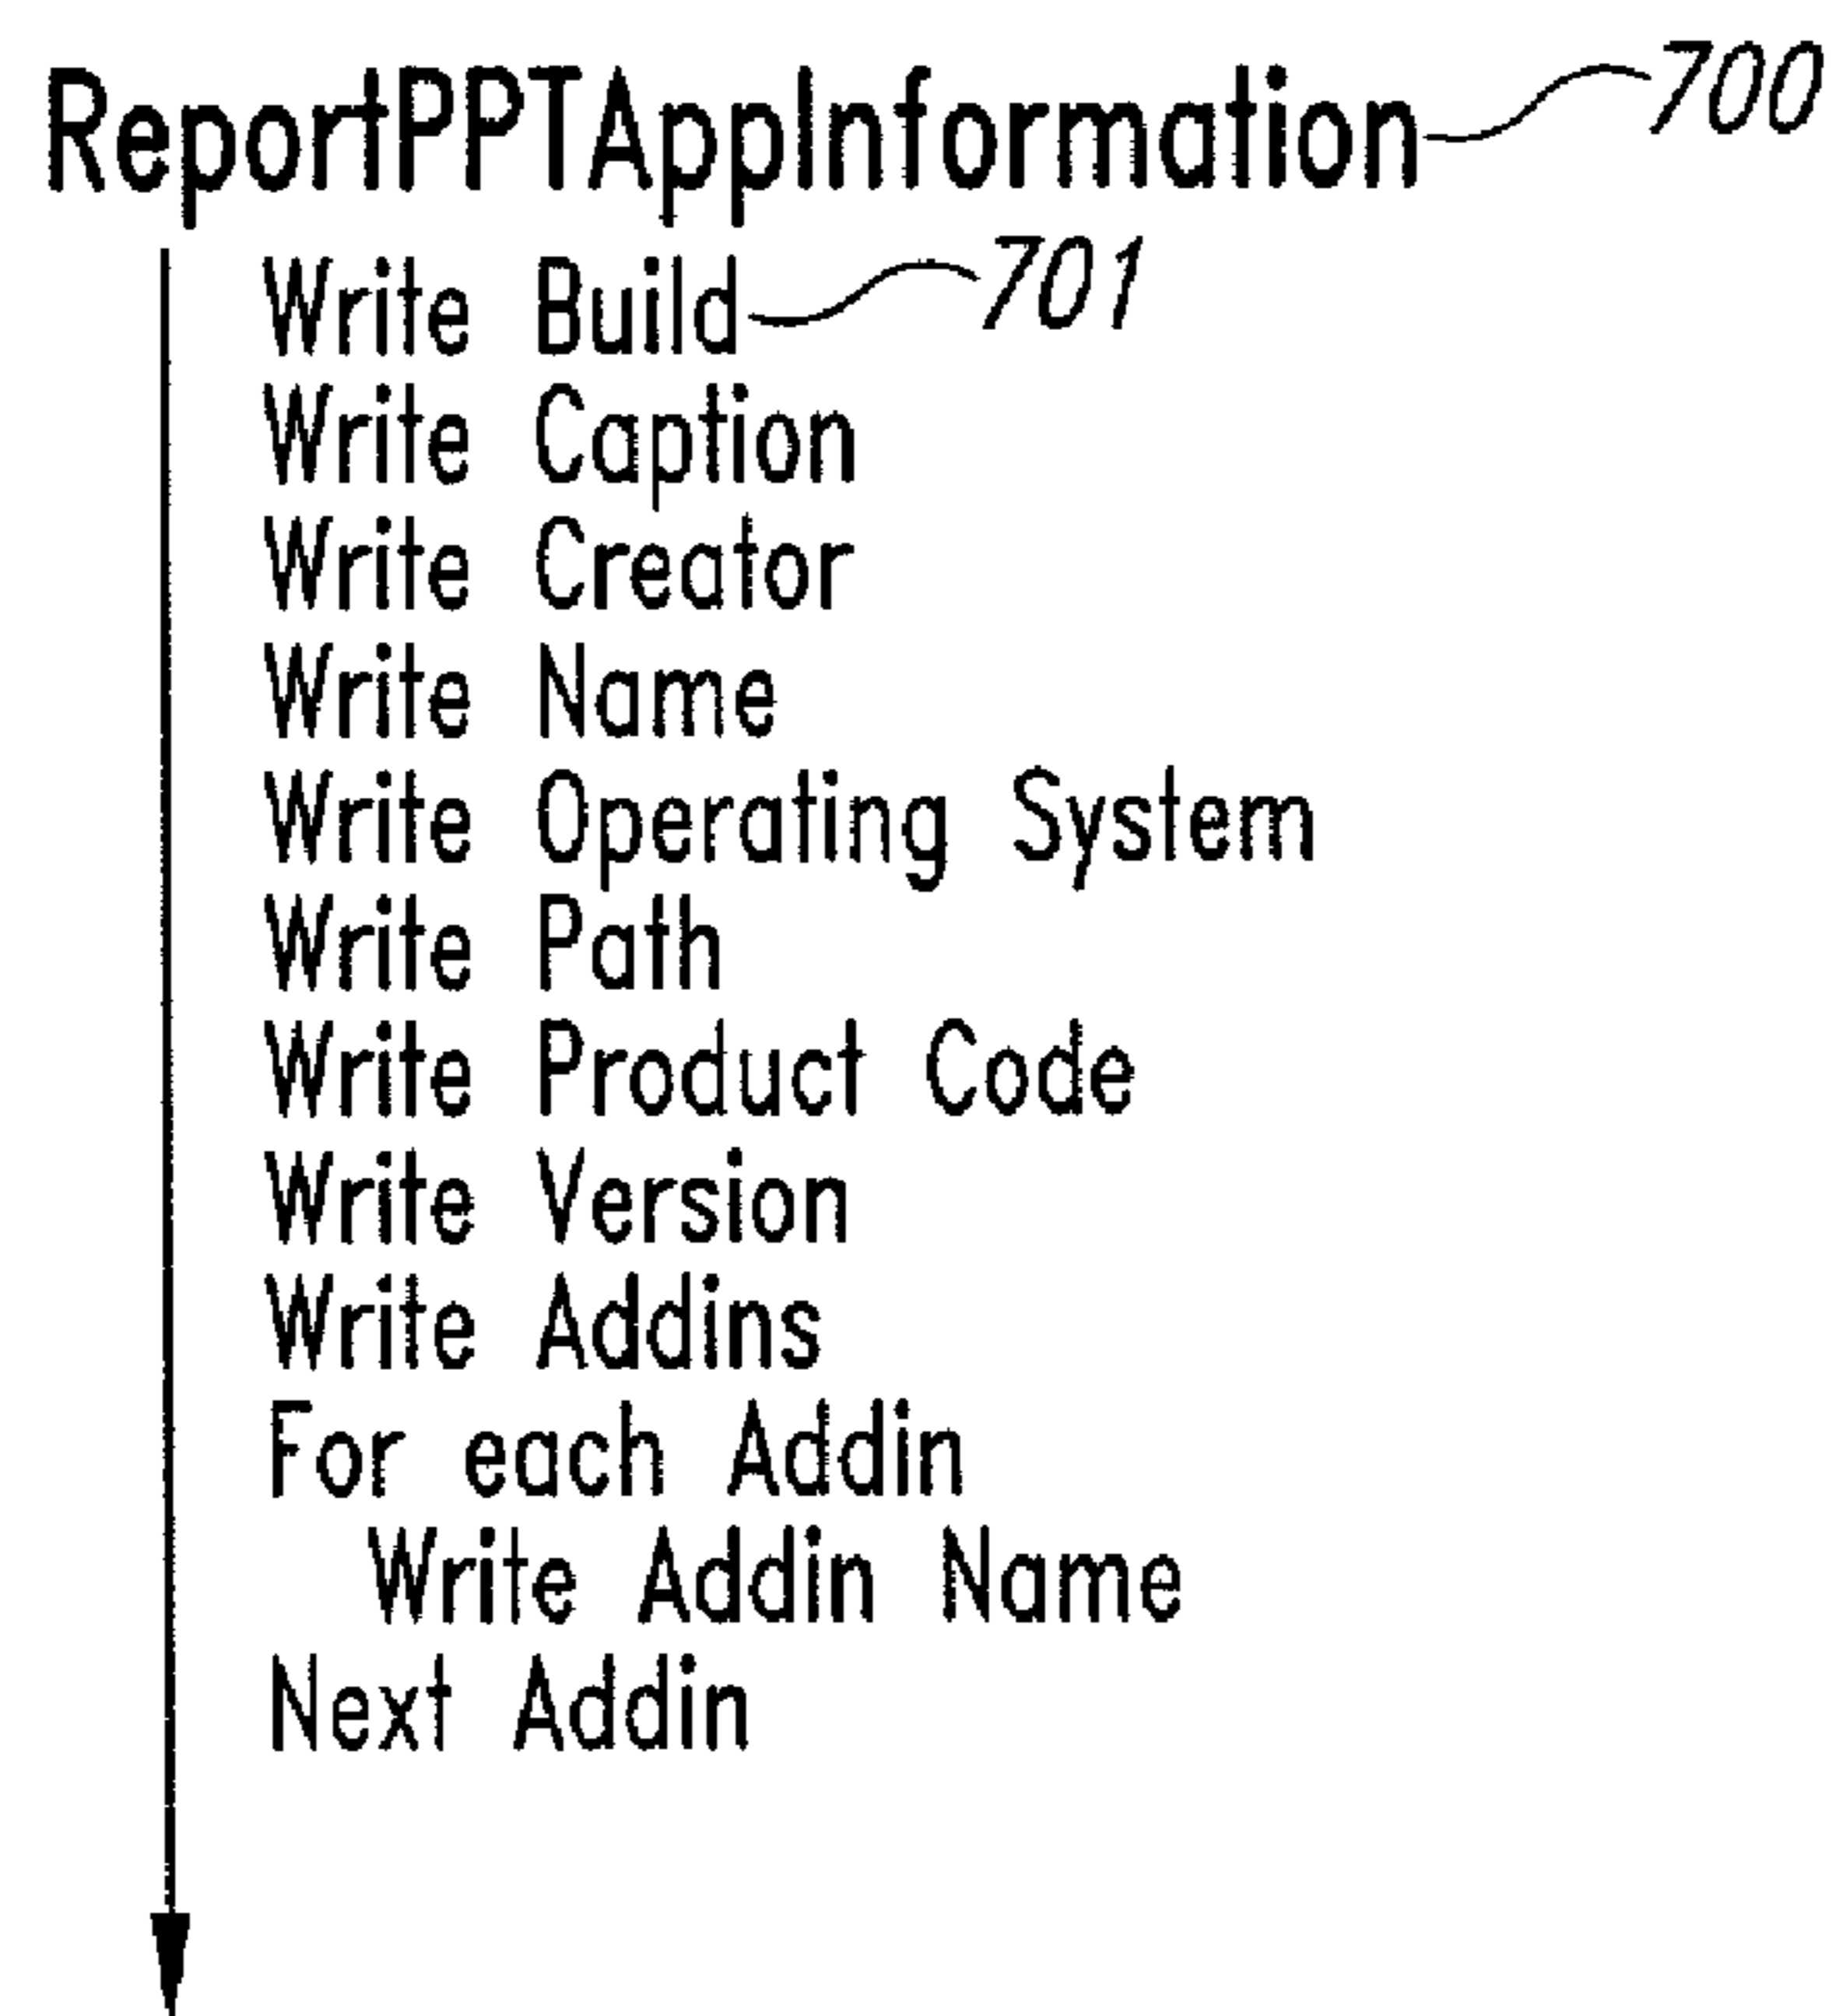 ReportPPTAppInformation 700
Write Build 701
Write Caption
Write Creator
Write Name
Write Operating System
Write Path
Write Product Code
Write Version
Write Addins
For each Addin
Write Addin Name
Next Addin